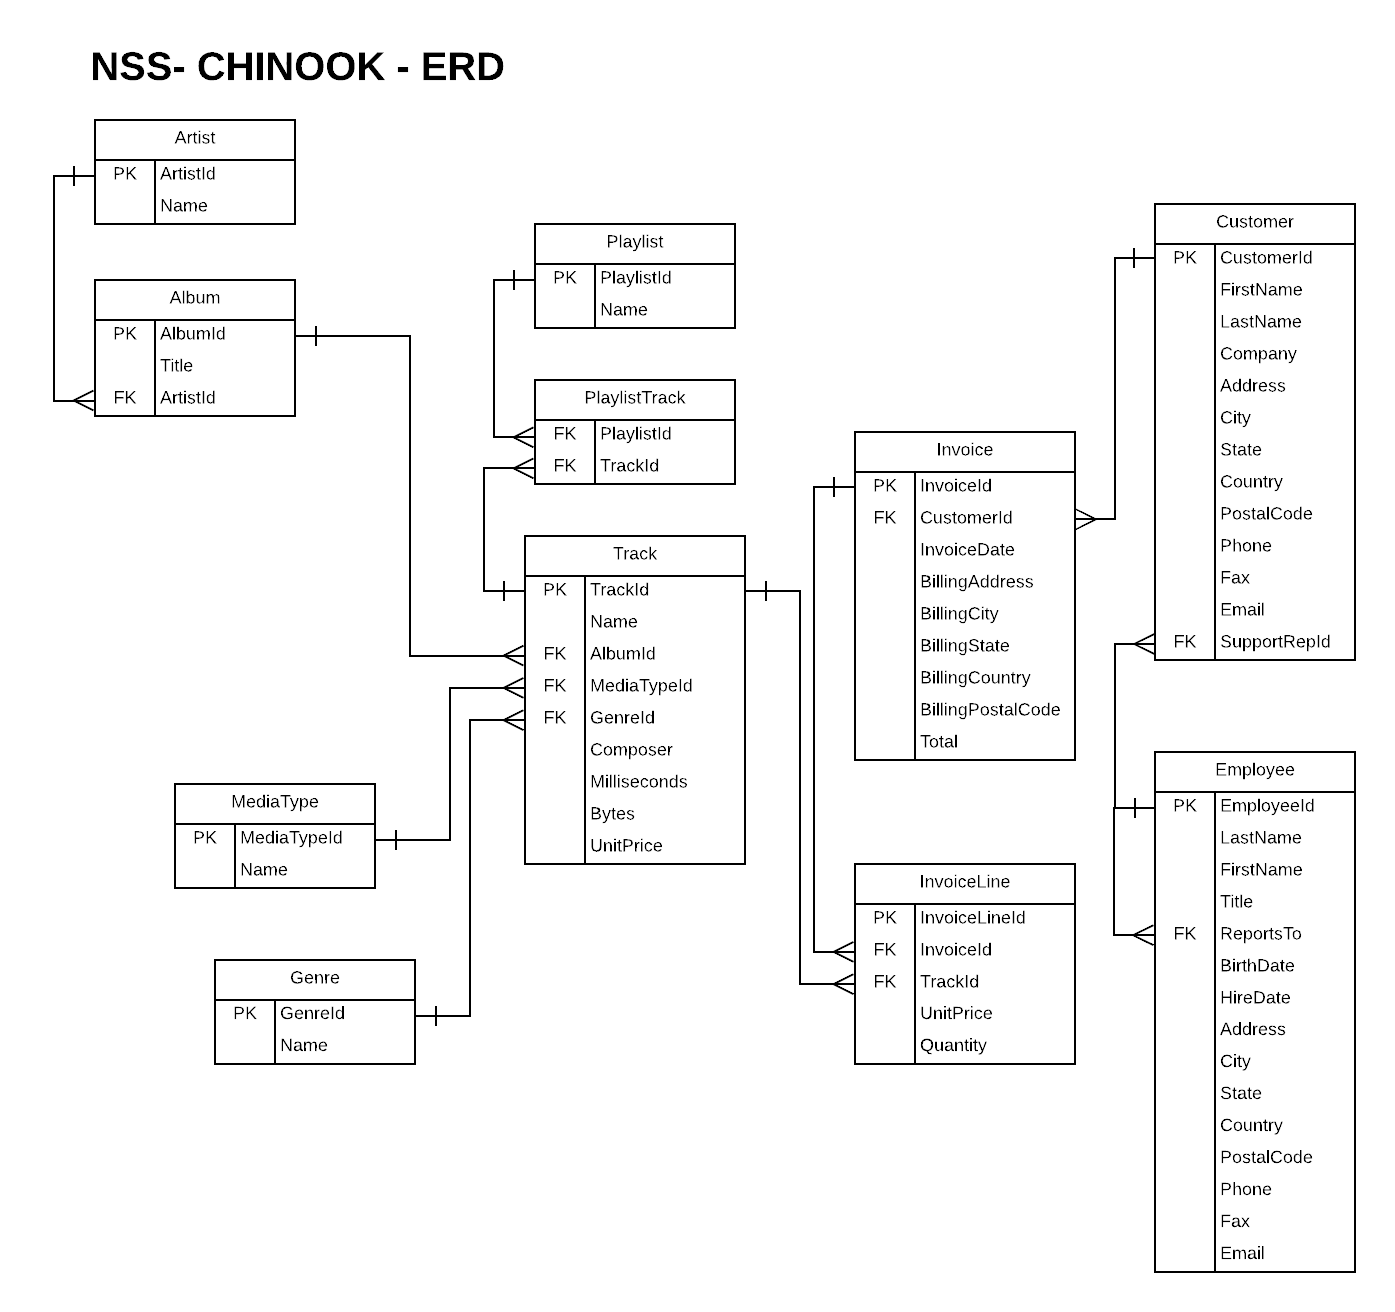 NSS- CHINOOK - ERD
Artist
PK ArtistId
Name
Album
PK AlbumId
Title
FK ArtistId
Playlist
PK PlaylistId
Name
PlaylistTrack
FK PlaylistId
FK TrackId
Track
PK TrackId
Name
FK AlbumId
FK MediaTypeId
FK GenreId
Composer
Milliseconds
Bytes
UnitPrice
MediaType
PK MediaTypeId
Name
Genre
PK GenreId
Name
Invoice
PK InvoiceId
FK CustomerId
InvoiceDate
BillingAddress
BillingCity
BillingState
BillingCountry
BillingPostalCode
Total
InvoiceLine
PK InvoiceLineId
FK InvoiceId
FK TrackId
UnitPrice
Quantity
Customer
PK CustomerId
FirstName
LastName
Company
Address
City
State
Country
PostalCode
Phone
Fax
Email
FK SupportRepId
Employee
PK EmployeeId
LastName
FirstName
Title
FK ReportsTo
BirthDate
HireDate
Address
City
State
Country
PostalCode
Phone
Fax
Email